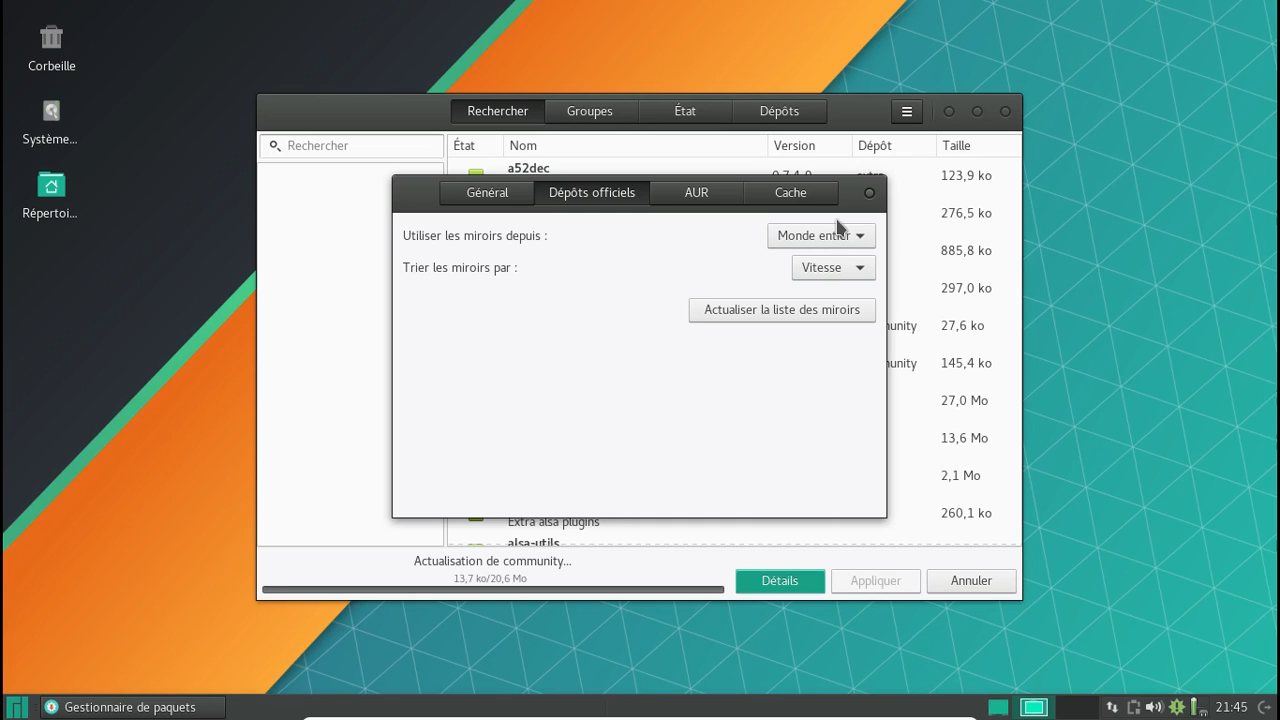 Corbeille
Système...
Répertoi...
Rechercher
Groupes
État
Dépôts
Rechercher
État
Nom
Version
Dépôt
Taille
a52dec
123,9 ko
276,5 ko
885,8 ko
297,0 ko
27,6 ko
145,4 ko
27,0 Mo
13,6 Mo
2,1 Mo
260,1 ko
Général
Dépôts officiels
AUR
Cache
Utiliser les miroirs depuis :
Monde entier
Trier les miroirs par :
Vitesse
Actualiser la liste des miroirs
Extra alsa plugins
alsa-utils
Actualisation de community...
13,7 ko/20,6 Mo
Détails
Appliquer
Annuler
Gestionnaire de paquets
21:45